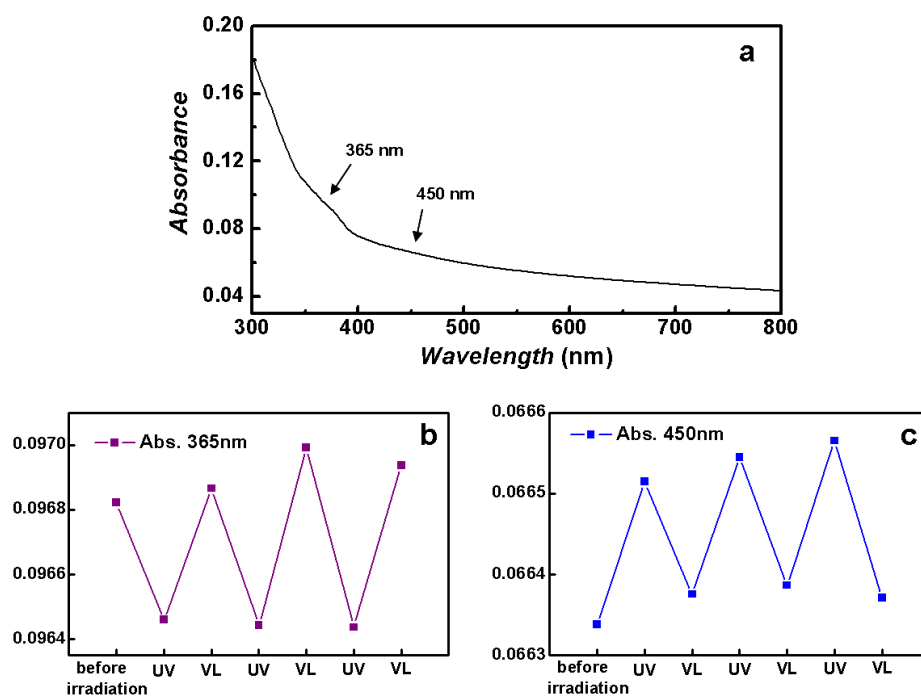 a
0.20
0.16
0.12
0.08
0.04
Absorbance
365 nm
450 nm
300 400 500 600 700 800
Wavelength (nm)
b
Abs. 365nm
0.0970
0.0968
0.0966
0.0964
before irradiation UV VL UV VL UV VL
c
Abs. 450nm
0.0666
0.0665
0.0664
0.0663
before irradiation UV VL UV VL UV VL